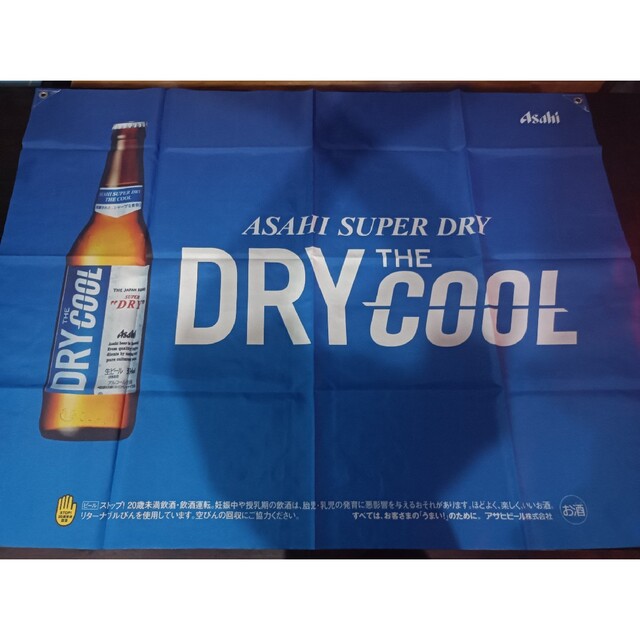 Asahi
ASAHI SUPER DRY
DRY THE COOL
ASAHI SUPER DRY
THE COOL
DRY THE COOL
THE JAPAN BEER
SUPER
"DRY"
Asahi
生ビール
ビール ストップ! 20歳未満飲酒・飲酒運転。妊娠中や授乳期の飲酒は、胎児・乳児の発育に悪影響を与えるおそれがあります。ほどよく、楽しく、いいお酒。
リターナブルびんを使用しています。空びんの回収にご協力ください。 すべては、お客さまの「うまい!」のために。 アサヒビール株式会社
お酒
STOP!